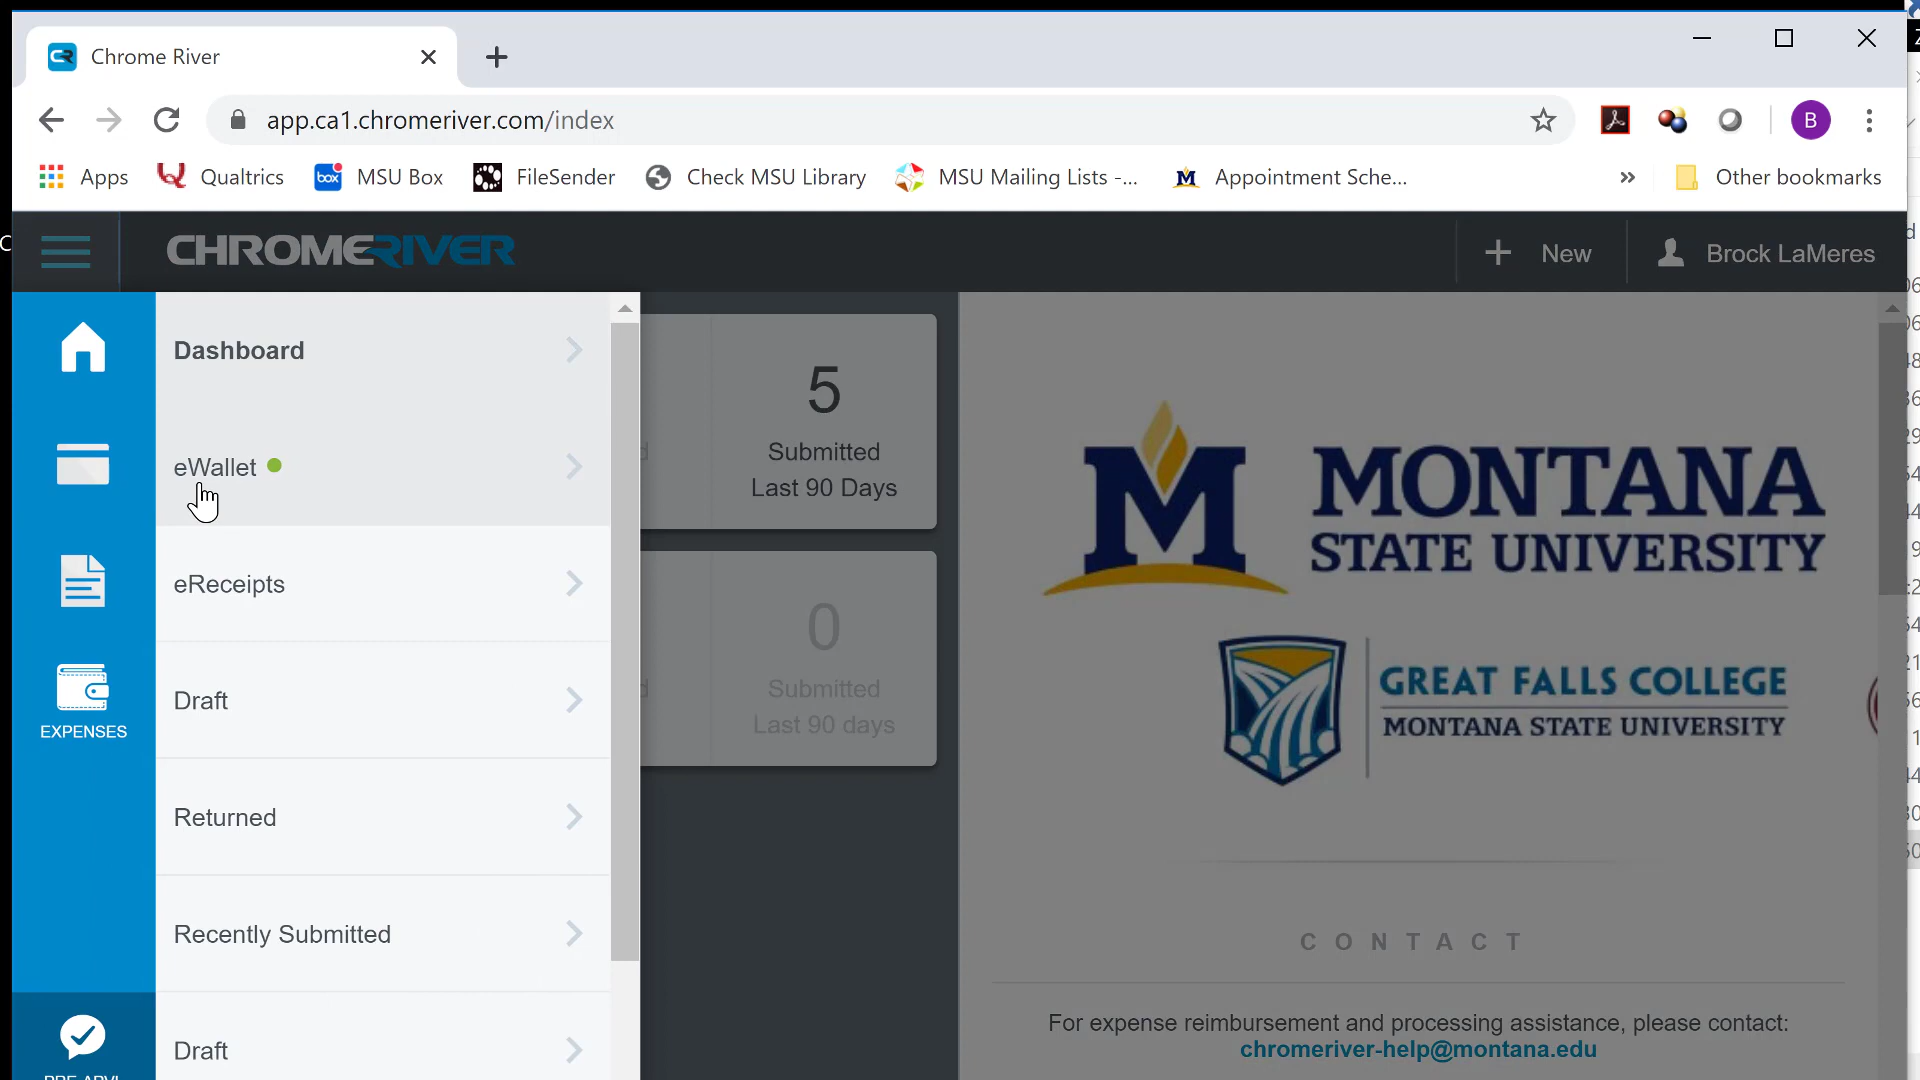 Chrome River
app.ca1.chromeriver.com/index
B
Apps
Qualtrics
box
MSU Box
FileSender
Check MSU Library
MSU Mailing Lists -...
M
Appointment Sche...
»
Other bookmarks
CHROMERIVER
New
Brock LaMeres
Dashboard
eWallet
eReceipts
Draft
EXPENSES
Returned
Recently Submitted
Draft
5
Submitted
Last 90 Days
0
Submitted
Last 90 days
M MONTANA
STATE UNIVERSITY
GREAT FALLS COLLEGE
MONTANA STATE UNIVERSITY
CONTACT
For expense reimbursement and processing assistance, please contact:
chromeriver-help@montana.edu